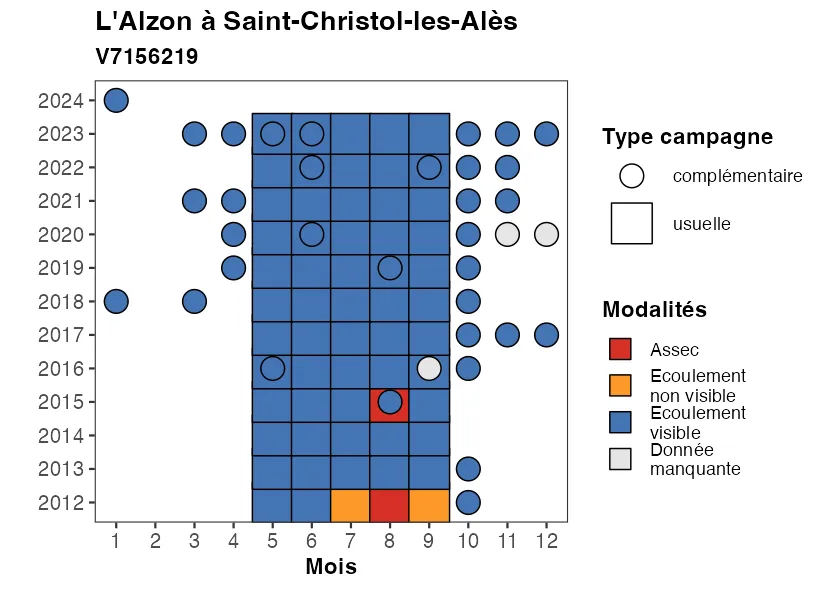 L'Alzon à Saint-Christol-les-Alès
V7156219
2024
2023
2022
2021
2020
2019
2018
2017
2016
2015
2014
2013
2012
1 2 3 4 5 6 7 8 9 10 11 12
Mois
Type campagne
complémentaire
usuelle
Modalités
Assec
Ecoulement
non visible
Ecoulement
visible
Donnée
manquante